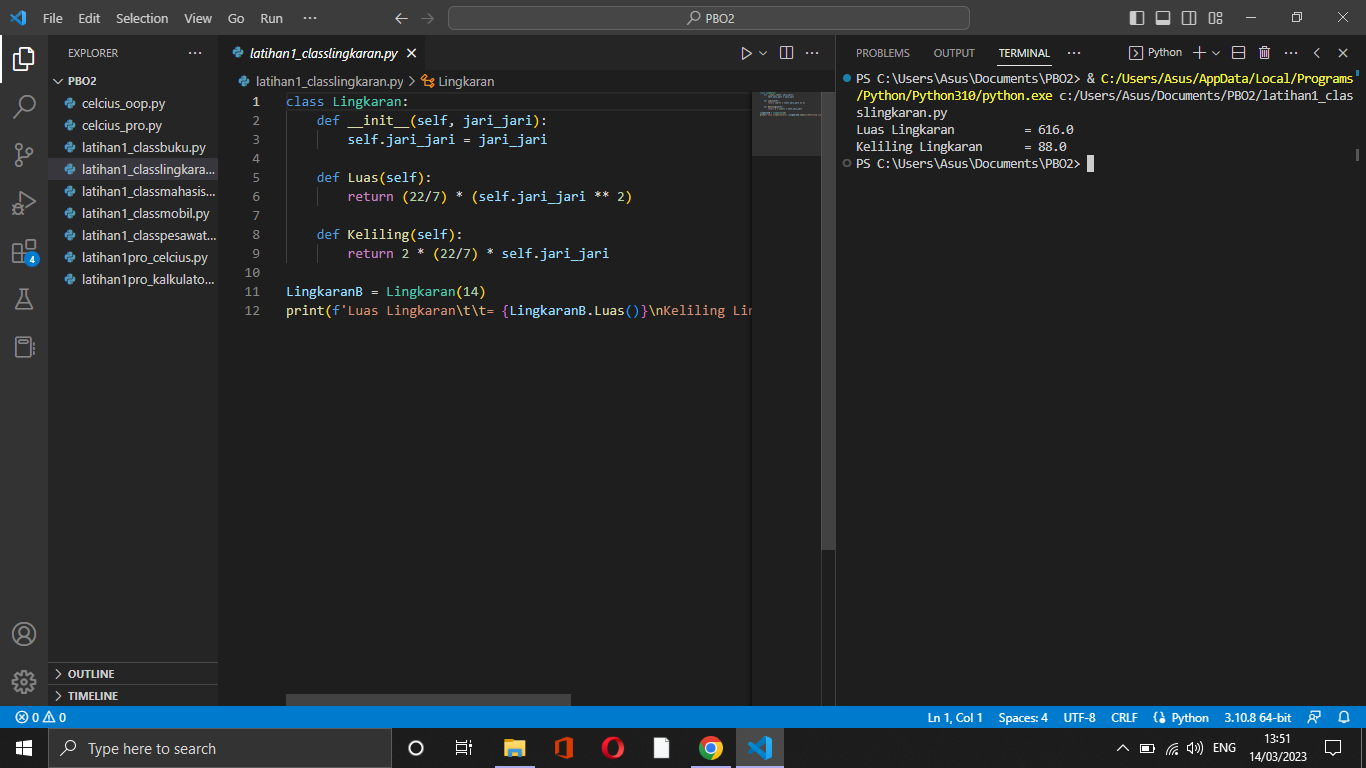 File Edit Selection View Go Run ··· PBO2
EXPLORER ···
PBO2
celcius_oop.py
celcius_pro.py
latihan1_classbuku.py
latihan1_classlingkara...
latihan1_classmahasis...
latihan1_classmobil.py
latihan1_classpesawat...
latihan1pro_celcius.py
latihan1pro_kalkulato...
OUTLINE
TIMELINE
4
latihan1_classlingkaran.py
latihan1_classlingkaran.py > Lingkaran
1 class Lingkaran:
2 def __init__(self, jari_jari):
3 self.jari_jari = jari_jari
4
5 def Luas(self):
6 return (22/7) * (self.jari_jari ** 2)
7
8 def Keliling(self):
9 return 2 * (22/7) * self.jari_jari
10
11 LingkaranB = Lingkaran(14)
12 print(f'Luas Lingkaran\t\t= {LingkaranB.Luas()}\nKeliling Lin
PROBLEMS OUTPUT TERMINAL ··· Python
PS C:\Users\Asus\Documents\PBO2> & C:/Users/Asus/AppData/Local/Programs
/Python/Python310/python.exe c:/Users/Asus/Documents/PBO2/latihan1_clas
slingkaran.py
Luas Lingkaran = 616.0
Keliling Lingkaran = 88.0
PS C:\Users\Asus\Documents\PBO2>
0 0 Ln 1, Col 1 Spaces: 4 UTF-8 CRLF Python 3.10.8 64-bit
Type here to search
ENG
13:51
14/03/2023